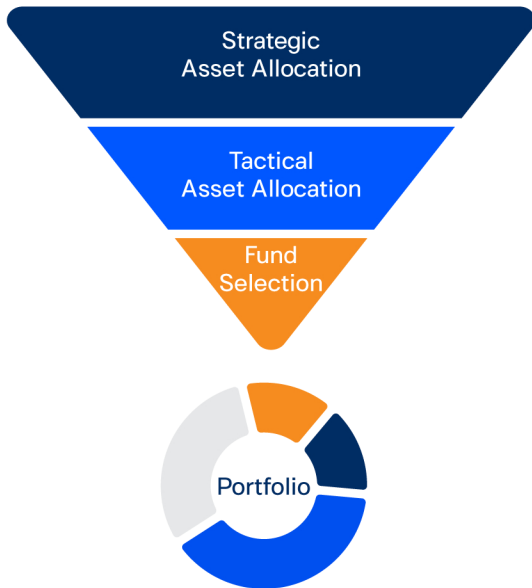 Strategic
Asset Allocation
Tactical
Asset Allocation
Fund
Selection
Portfolio